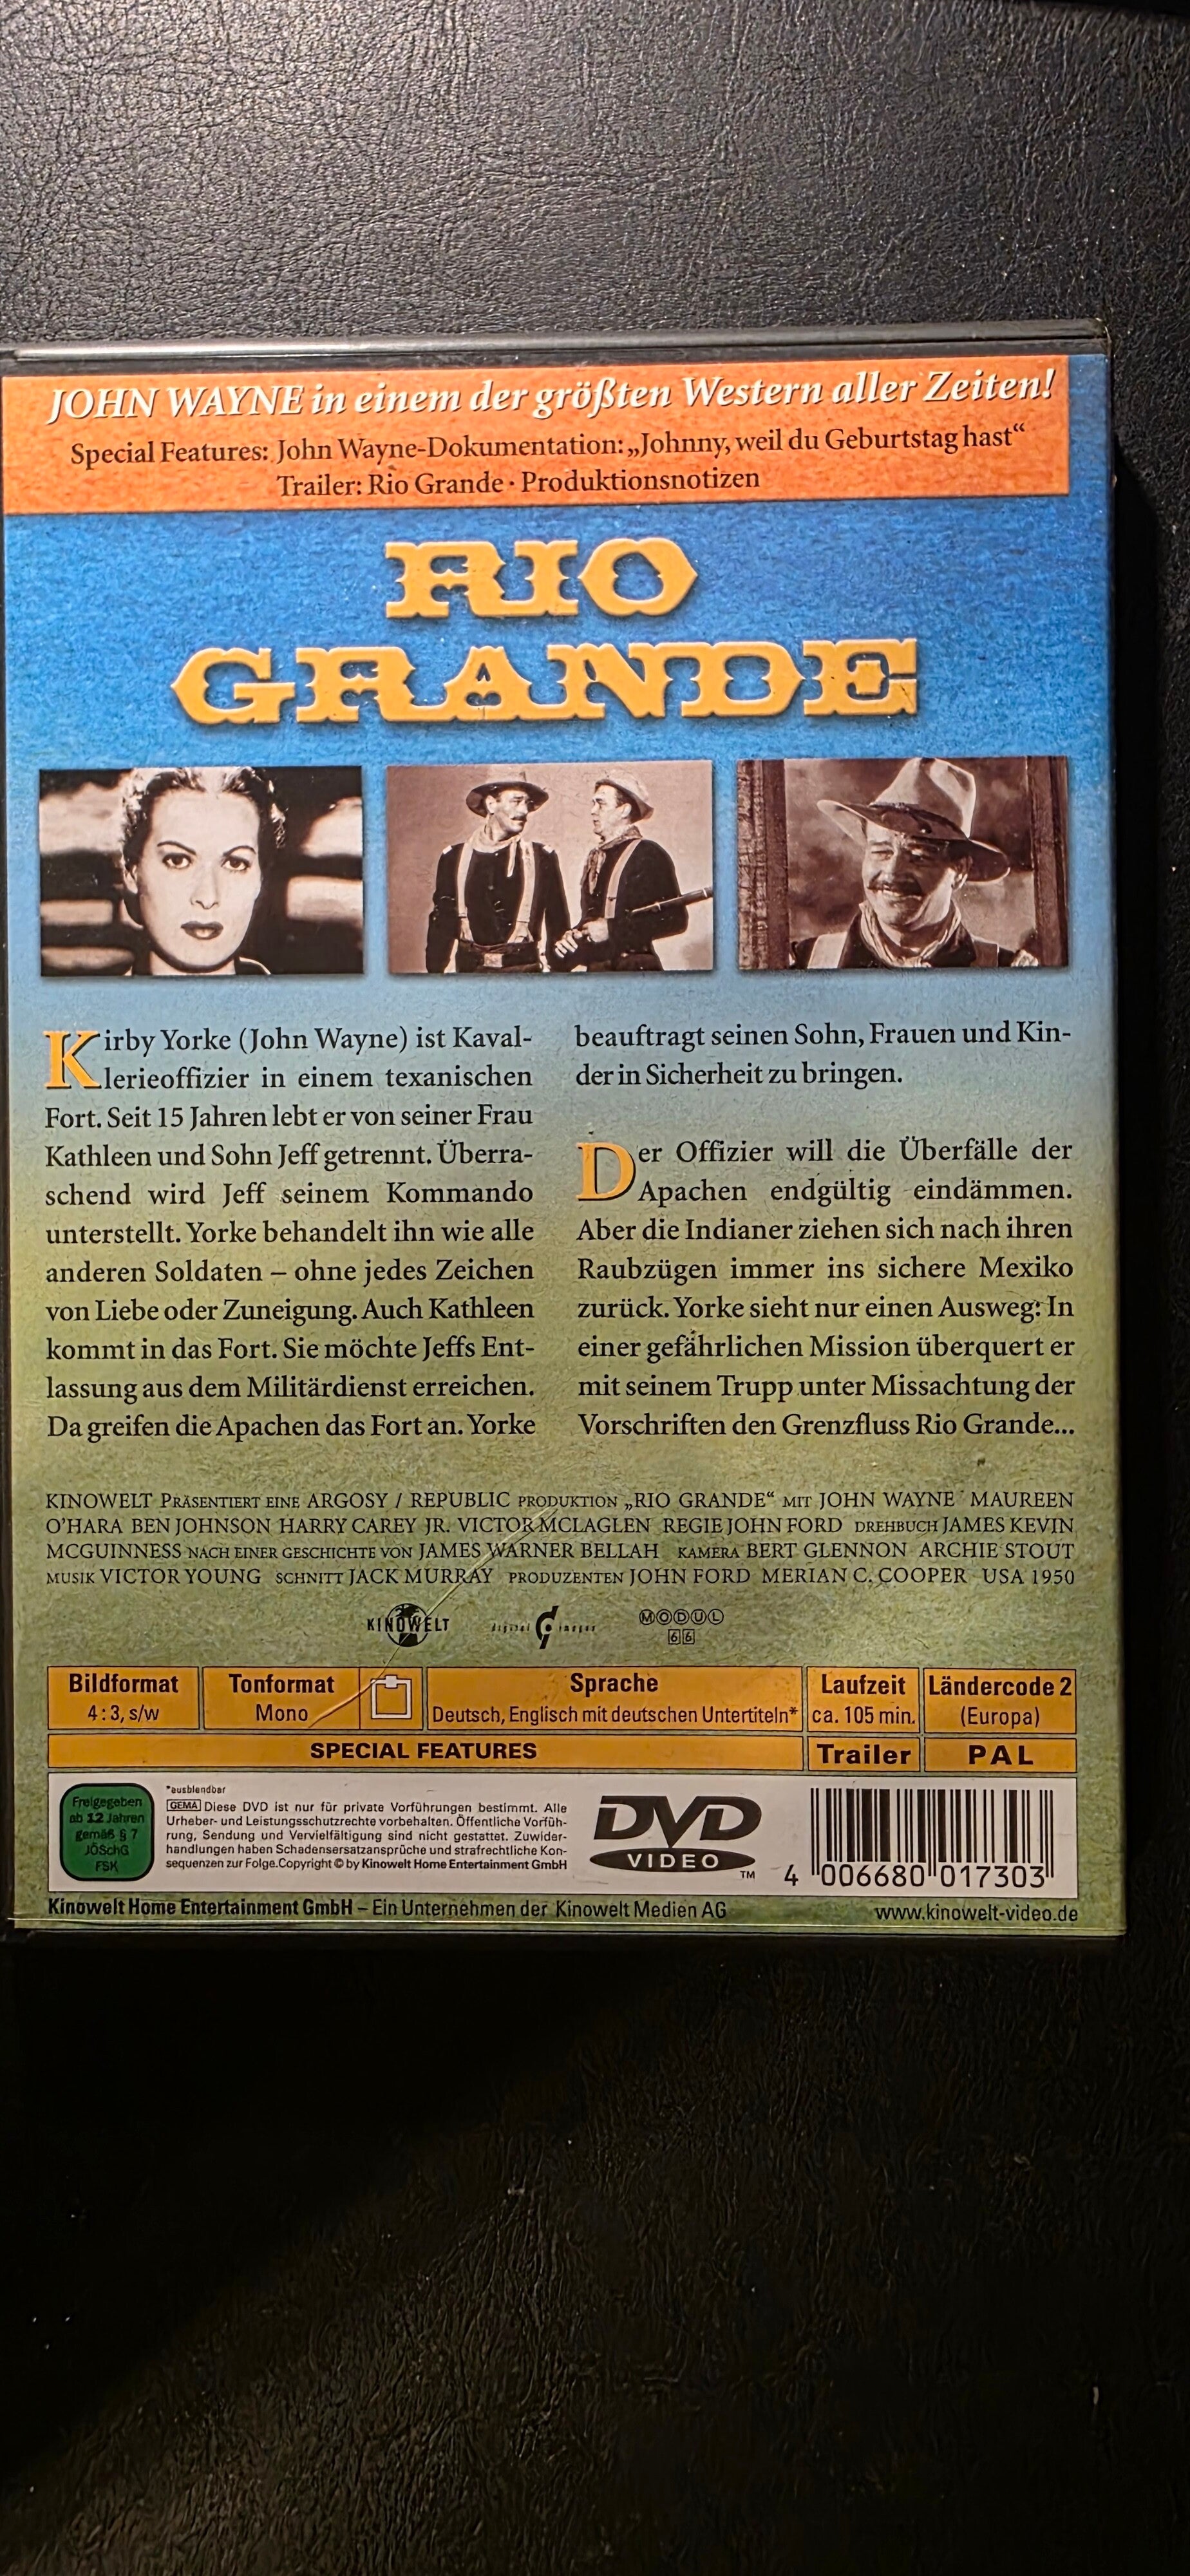 JOHN WAYNE in einem der größten Western aller Zeiten!
Special Features: John Wayne-Dokumentation: „Johnny, weil du Geburtstag hast“
Trailer: Rio Grande · Produktionsnotizen
RIO
GRANDE
Kirby Yorke (John Wayne) ist Kaval-
lerieoffizier in einem texanischen
Fort. Seit 15 Jahren lebt er von seiner Frau
Kathleen und Sohn Jeff getrennt. Überra-
schend wird Jeff seinem Kommando
unterstellt. Yorke behandelt ihn wie alle
anderen Soldaten – ohne jedes Zeichen
von Liebe oder Zuneigung. Auch Kathleen
kommt in das Fort. Sie möchte Jeffs Ent-
lassung aus dem Militärdienst erreichen.
Da greifen die Apachen das Fort an. Yorke
beauftragt seinen Sohn, Frauen und Kin-
der in Sicherheit zu bringen.
Der Offizier will die Überfälle der
Apachen endgültig eindämmen.
Aber die Indianer ziehen sich nach ihren
Raubzügen immer ins sichere Mexiko
zurück. Yorke sieht nur einen Ausweg: In
einer gefährlichen Mission überquert er
mit seinem Trupp unter Missachtung der
Vorschriften den Grenzfluss Rio Grande...
KINOWELT PRÄSENTIERT EINE ARGOSY / REPUBLIC PRODUKTION „RIO GRANDE“ MIT JOHN WAYNE MAUREEN
O'HARA BEN JOHNSON HARRY CAREY JR. VICTOR MCLAGLEN REGIE JOHN FORD DREHBUCH JAMES KEVIN
MCGUINNESS NACH EINER GESCHICHTE VON JAMES WARNER BELLAH KAMERA BERT GLENNON ARCHIE STOUT
MUSIK VICTOR YOUNG SCHNITT JACK MURRAY PRODUZENTEN JOHN FORD MERIAN C. COOPER USA 1950
KINOWELT digital images MODUL
66
Bildformat Tonformat Sprache Laufzeit Ländercode 2
4:3, s/w Mono Deutsch, Englisch mit deutschen Untertiteln* ca. 105 min. (Europa)
SPECIAL FEATURES Trailer PAL
Freigegeben
ab 12 Jahren
gemäß § 7
JÖSchG
FSK
*ausblendbar
GEMA Diese DVD ist nur für private Vorführungen bestimmt. Alle
Urheber- und Leistungsschutzrechte vorbehalten. Öffentliche Vorfüh-
rung, Sendung und Vervielfältigung sind nicht gestattet. Zuwider-
handlungen haben Schadensersatzansprüche und strafrechtliche Kon-
sequenzen zur Folge.Copyright © by Kinowelt Home Entertainment GmbH
DVD
VIDEO
TM
4 006680 017303
Kinowelt Home Entertainment GmbH – Ein Unternehmen der Kinowelt Medien AG www.kinowelt-video.de